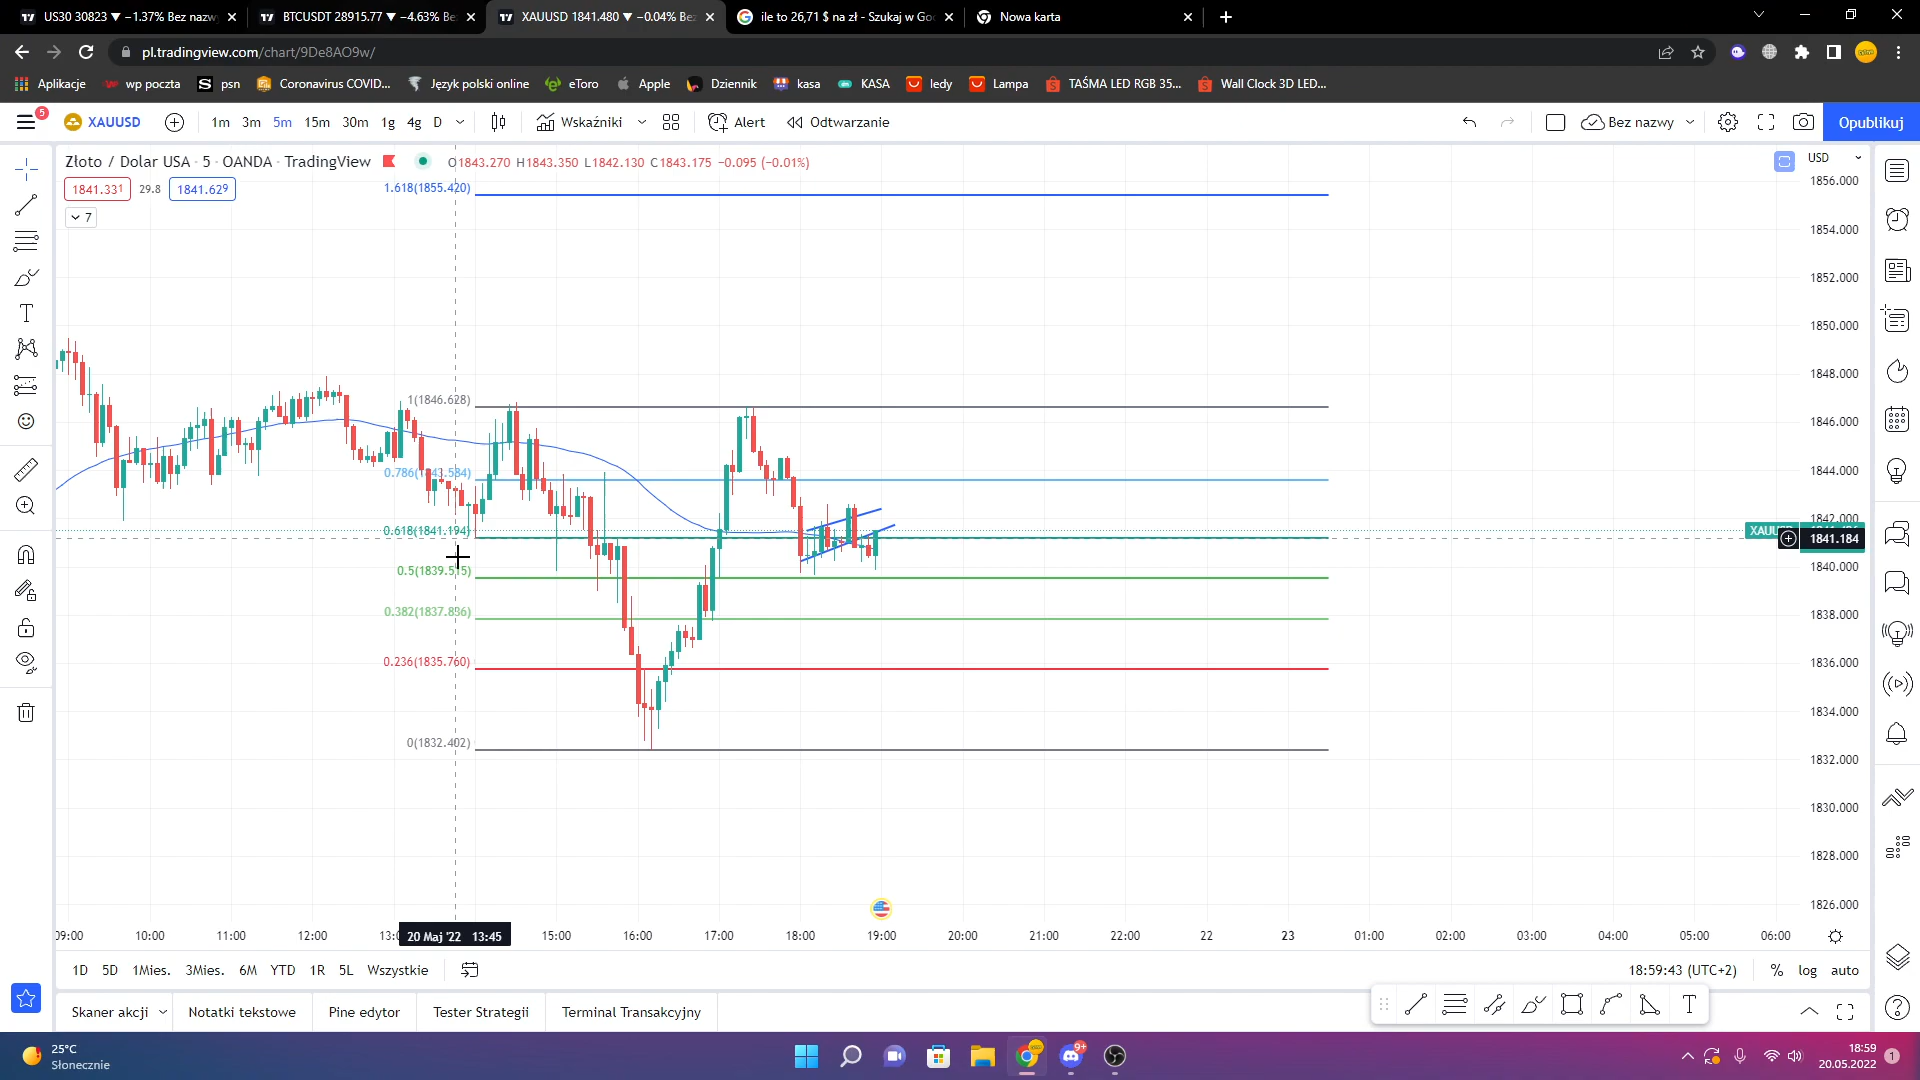 US30 30823 ▼ −1.37% Bez nazw
BTCUSDT 28915.77 ▼ −4.63% Be
XAUUSD 1841.480 ▼ −0.04% Be
ile to 26,71 $ na zł - Szukaj w Go
Nowa karta
pl.tradingview.com/chart/9De8AO9w/
Aplikacje
wp poczta
psn
Coronavirus COVID...
Język polski online
eToro
Apple
Dziennik
kasa
KASA
ledy
Lampa
TAŚMA LED RGB 35...
Wall Clock 3D LED...
5
XAUUSD
1m 3m 5m 15m 30m 1g 4g D
Wskaźniki
Alert
Odtwarzanie
Bez nazwy
Opublikuj
Złoto / Dolar USA · 5 · OANDA · TradingView
O1843.270 H1843.350 L1842.130 C1843.175 −0.095 (−0.01%)
USD
1841.331 29.8 1841.629
7
1.618(1855.420)
1(1846.628)
0.786(1843.584)
0.618(1841.194)
0.5(1839.515)
0.382(1837.836)
0.236(1835.760)
0(1832.402)
1856.000
1854.000
1852.000
1850.000
1848.000
1846.000
1844.000
1842.000
1841.184
1840.000
1838.000
1836.000
1834.000
1832.000
1830.000
1828.000
1826.000
09:00 10:00 11:00 12:00 20 Maj '22 13:45 15:00 16:00 17:00 18:00 19:00 20:00 21:00 22:00 22 23 01:00 02:00 03:00 04:00 05:00 06:00
1D 5D 1Mies. 3Mies. 6M YTD 1R 5L Wszystkie
18:59:43 (UTC+2) % log auto
Skaner akcji
Notatki tekstowe
Pine edytor
Tester Strategii
Terminal Transakcyjny
25°C
Słonecznie
9+
18:59
20.05.2022
1